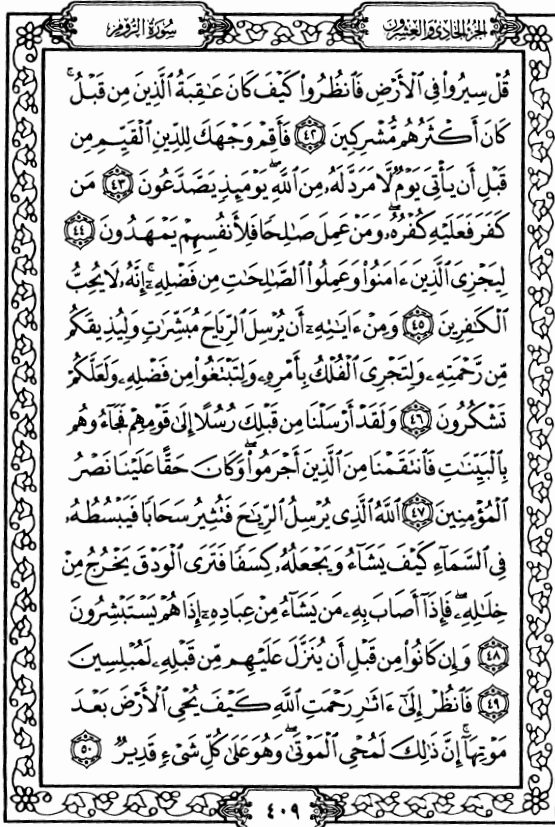 الجزء الحادي والعشرون
سورة الروم
قُلْ سِيرُوا۟ فِى ٱلْأَرْضِ فَٱنظُرُوا۟ كَيْفَ كَانَ عَـٰقِبَةُ ٱلَّذِينَ مِن قَبْلُ ۚ
كَانَ أَكْثَرُهُم مُّشْرِكِينَ ٤٢ فَأَقِمْ وَجْهَكَ لِلدِّينِ ٱلْقَيِّمِ مِن
قَبْلِ أَن يَأْتِىَ يَوْمٌ لَّا مَرَدَّ لَهُۥ مِنَ ٱللَّهِ ۖ يَوْمَئِذٍ يَصَّدَّعُونَ ٤٣ مَن
كَفَرَ فَعَلَيْهِ كُفْرُهُۥ ۖ وَمَنْ عَمِلَ صَـٰلِحًا فَلِأَنفُسِهِمْ يَمْهَدُونَ ٤٤
لِيَجْزِىَ ٱلَّذِينَ ءَامَنُوا۟ وَعَمِلُوا۟ ٱلصَّـٰلِحَـٰتِ مِن فَضْلِهِۦٓ ۚ إِنَّهُۥ لَا يُحِبُّ
ٱلْكَـٰفِرِينَ ٤٥ وَمِنْ ءَايَـٰتِهِۦٓ أَن يُرْسِلَ ٱلرِّيَاحَ مُبَشِّرَٰتٍ وَلِيُذِيقَكُم
مِّن رَّحْمَتِهِۦ وَلِتَجْرِىَ ٱلْفُلْكُ بِأَمْرِهِۦ وَلِتَبْتَغُوا۟ مِن فَضْلِهِۦ وَلَعَلَّكُمْ
تَشْكُرُونَ ٤٦ وَلَقَدْ أَرْسَلْنَا مِن قَبْلِكَ رُسُلًا إِلَىٰ قَوْمِهِمْ فَجَآءُوهُم
بِٱلْبَيِّنَـٰتِ فَٱنتَقَمْنَا مِنَ ٱلَّذِينَ أَجْرَمُوا۟ ۖ وَكَانَ حَقًّا عَلَيْنَا نَصْرُ
ٱلْمُؤْمِنِينَ ٤٧ ٱللَّهُ ٱلَّذِى يُرْسِلُ ٱلرِّيَـٰحَ فَتُثِيرُ سَحَابًا فَيَبْسُطُهُۥ
فِى ٱلسَّمَآءِ كَيْفَ يَشَآءُ وَيَجْعَلُهُۥ كِسَفًا فَتَرَى ٱلْوَدْقَ يَخْرُجُ مِنْ
خِلَـٰلِهِۦ ۖ فَإِذَآ أَصَابَ بِهِۦ مَن يَشَآءُ مِنْ عِبَادِهِۦٓ إِذَا هُمْ يَسْتَبْشِرُونَ
٤٨ وَإِن كَانُوا۟ مِن قَبْلِ أَن يُنَزَّلَ عَلَيْهِم مِّن قَبْلِهِۦ لَمُبْلِسِينَ
٤٩ فَٱنظُرْ إِلَىٰٓ ءَاثَـٰرِ رَحْمَتِ ٱللَّهِ كَيْفَ يُحْىِ ٱلْأَرْضَ بَعْدَ
مَوْتِهَآ ۚ إِنَّ ذَٰلِكَ لَمُحْىِ ٱلْمَوْتَىٰ ۖ وَهُوَ عَلَىٰ كُلِّ شَىْءٍ قَدِيرٌ ٥٠
٤٠٩